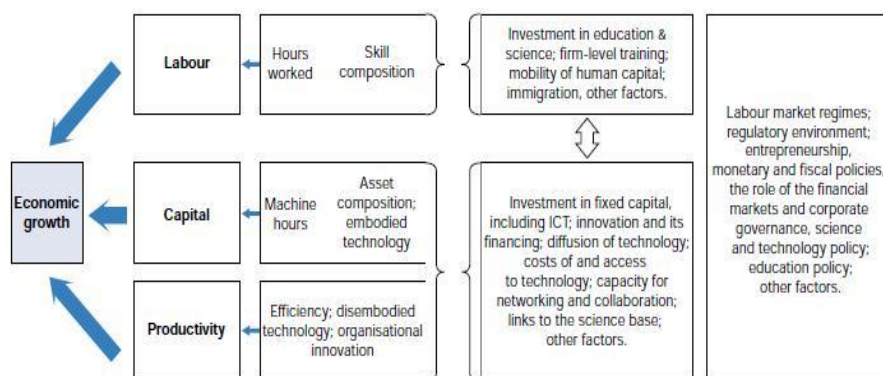 Economic
growth
Labour
Hours
worked
Skill
composition
Investment in education &
science; firm-level training;
mobility of human capital;
immigration, other factors.
Capital
Machine
hours
Asset
composition;
embodied
technology
Productivity
Efficiency; disembodied
technology; organisational
innovation
Investment in fixed capital,
including ICT; innovation and its
financing; diffusion of technology;
costs of and access
to technology; capacity for
networking and collaboration;
links to the science base;
other factors.
Labour market regimes;
regulatory environment;
entrepreneurship,
monetary and fiscal policies,
the role of the financial
markets and corporate
governance, science
and technology policy;
education policy;
other factors.